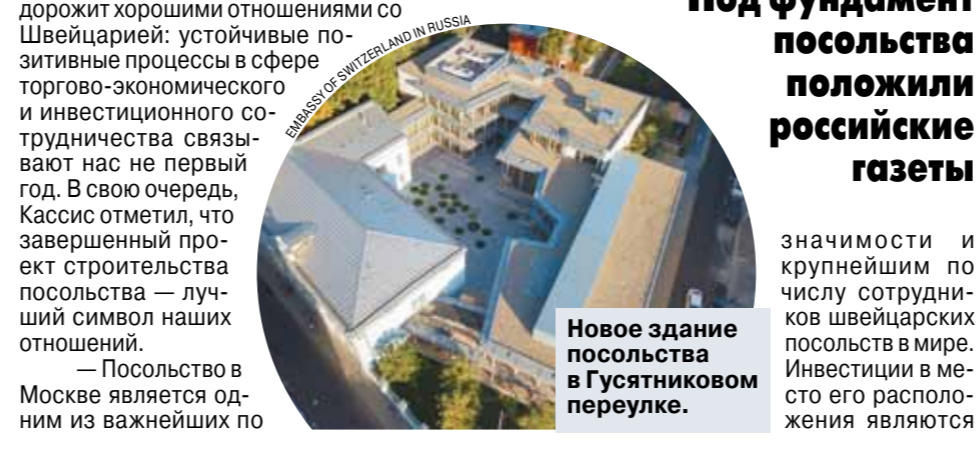 дорожит хорошими отношениями со
Швейцарией: устойчивые по-
зитивные процессы в сфере
торгово-экономического
и инвестиционного со-
трудничества связы-
вают нас не первый
год. В свою очередь,
Кассис отметил, что
завершенный про-
ект строительства
посольства — луч-
ший символ наших
отношений.
— Посольство в
Москве является од-
ним из важнейших по
EMBASSY OF SWITZERLAND IN RUSSIA
Новое здание
посольства
в Гусятниковом
переулке.
Под фундамент
посольства
положили
российские
газеты
значимости и
крупнейшим по
числу сотрудни-
ков швейцарских
посольств в мире.
Инвестиции в ме-
сто его располо-
жения являются